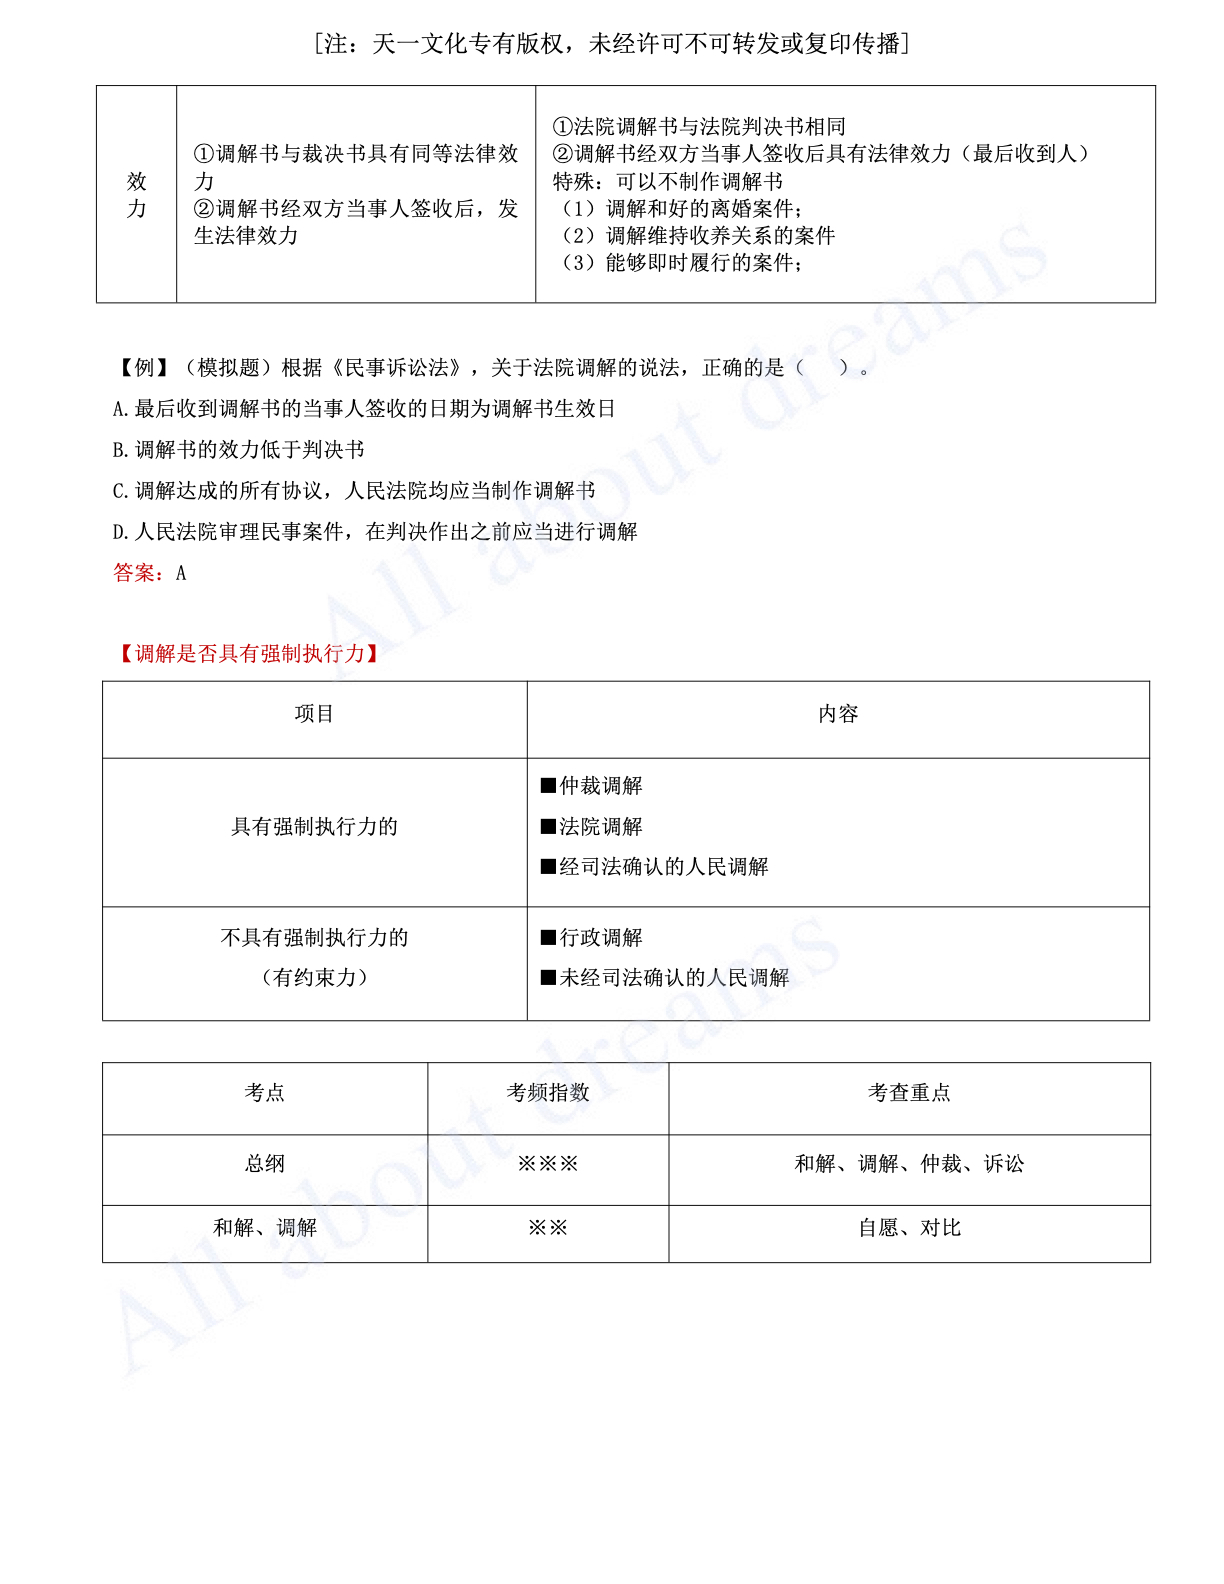 [注：天一文化专有版权，未经许可不可转发或复印传播]
效
力
①调解书与裁决书具有同等法律效
力
②调解书经双方当事人签收后，发
生法律效力
①法院调解书与法院判决书相同
②调解书经双方当事人签收后具有法律效力（最后收到人）
特殊：可以不制作调解书
（1）调解和好的离婚案件；
（2）调解维持收养关系的案件
（3）能够即时履行的案件；
【例】（模拟题）根据《民事诉讼法》，关于法院调解的说法，正确的是（　　）。
A.最后收到调解书的当事人签收的日期为调解书生效日
B.调解书的效力低于判决书
C.调解达成的所有协议，人民法院均应当制作调解书
D.人民法院审理民事案件，在判决作出之前应当进行调解
答案：A
【调解是否具有强制执行力】
项目
内容
具有强制执行力的
■仲裁调解
■法院调解
■经司法确认的人民调解
不具有强制执行力的
（有约束力）
■行政调解
■未经司法确认的人民调解
考点
考频指数
考查重点
总纲
※※※
和解、调解、仲裁、诉讼
和解、调解
※※
自愿、对比
All about dreams
All about dreams